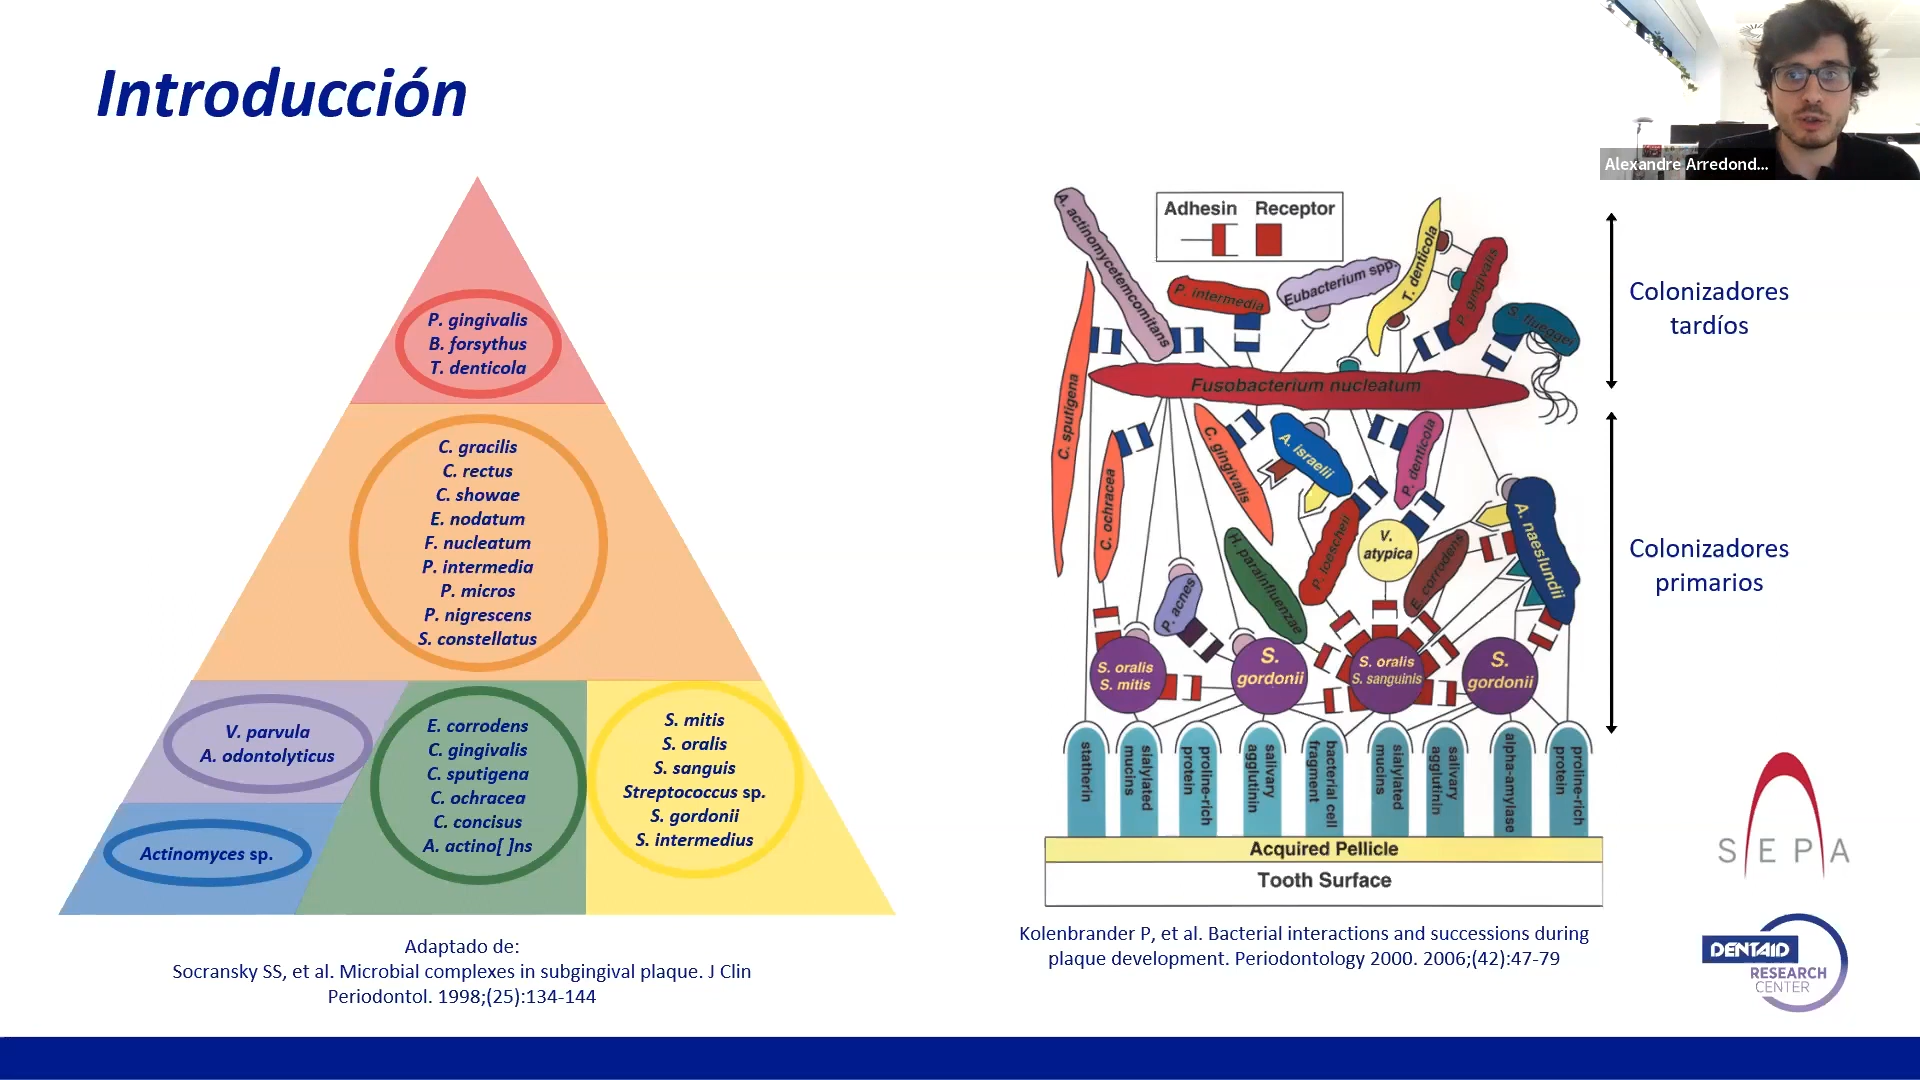 Introducción
Alexandre Arredond...
P. gingivalis
B. forsythus
T. denticola
C. gracilis
C. rectus
C. showae
E. nodatum
F. nucleatum
P. intermedia
P. micros
P. nigrescens
S. constellatus
V. parvula
A. odontolyticus
Actinomyces sp.
E. corrodens
C. gingivalis
C. sputigena
C. ochracea
C. concisus
A. actino[ ]ns
S. mitis
S. oralis
S. sanguis
Streptococcus sp.
S. gordonii
S. intermedius
Adaptado de:
Socransky SS, et al. Microbial complexes in subgingival plaque. J Clin
Periodontol. 1998;(25):134-144
Adhesin Receptor
A. actinomycetemcomitans
P. intermedia
Eubacterium spp.
T. denticola
P. gingivalis
S. flueggei
C. sputigena
Fusobacterium nucleatum
C. ochracea
C. gingivalis
A. israelii
P. denticola
P. acnes
H. parainfluenzae
P. loescheii
V.
atypica
E. corrodens
A. naeslundii
S. oralis
S. mitis
S.
gordonii
S. oralis
S. sanguinis
S.
gordonii
statherin
sialylated
mucins
proline-rich
protein
salivary
agglutinin
bacterial cell
fragment
sialylated
mucins
salivary
agglutinin
alpha-amylase
proline-rich
protein
Acquired Pellicle
Tooth Surface
Colonizadores
tardíos
Colonizadores
primarios
Kolenbrander P, et al. Bacterial interactions and successions during
plaque development. Periodontology 2000. 2006;(42):47-79
SEPA
DENTAID
RESEARCH
CENTER